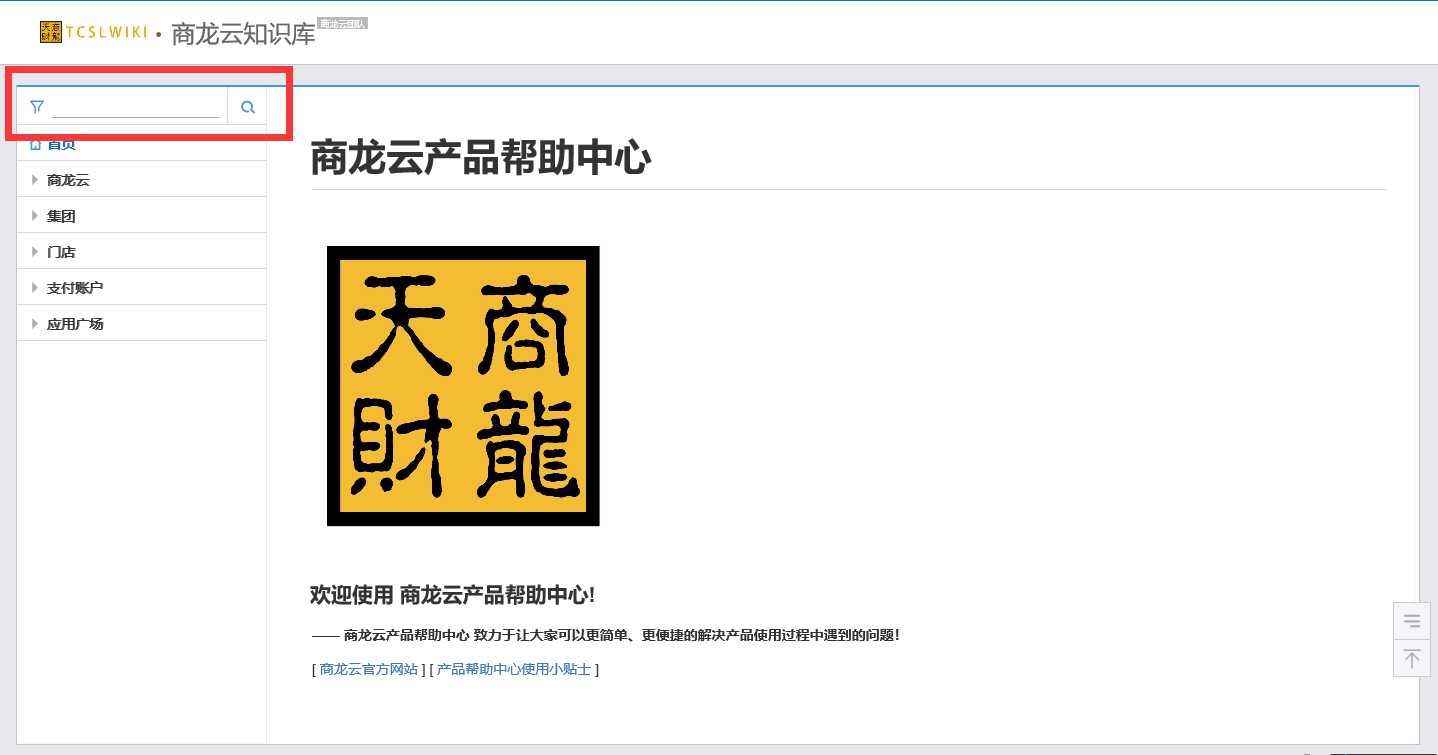 天商财龍 TCSLWIKI · 商龙云知识库 商龙云团队
首页
商龙云
集团
门店
支付账户
应用广场
商龙云产品帮助中心
天商
財龍
欢迎使用 商龙云产品帮助中心!
—— 商龙云产品帮助中心 致力于让大家可以更简单、更便捷的解决产品使用过程中遇到的问题!
[ 商龙云官方网站 ] [ 产品帮助中心使用小贴士 ]